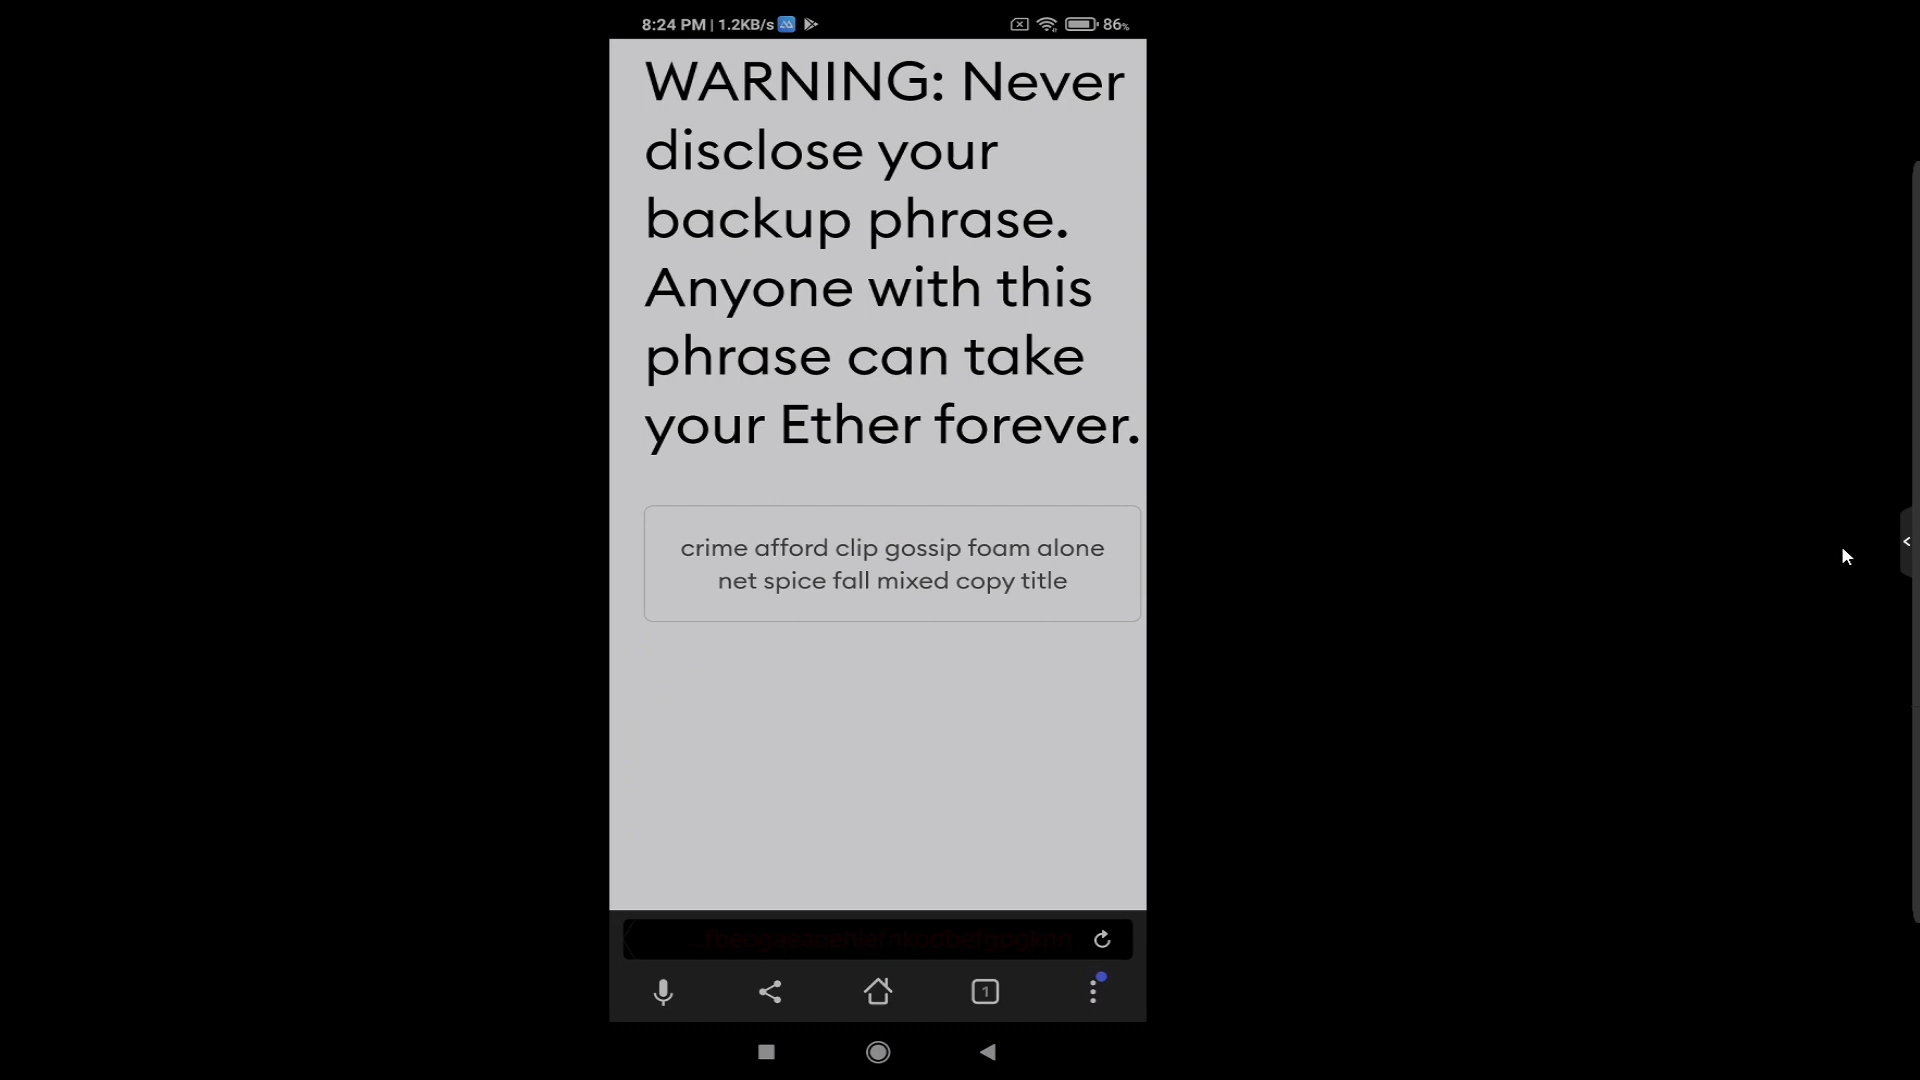 8:24 PM | 1.2KB/s 86%
WARNING: Never
disclose your
backup phrase.
Anyone with this
phrase can take
your Ether forever.
crime afford clip gossip foam alone
net spice fall mixed copy title
1